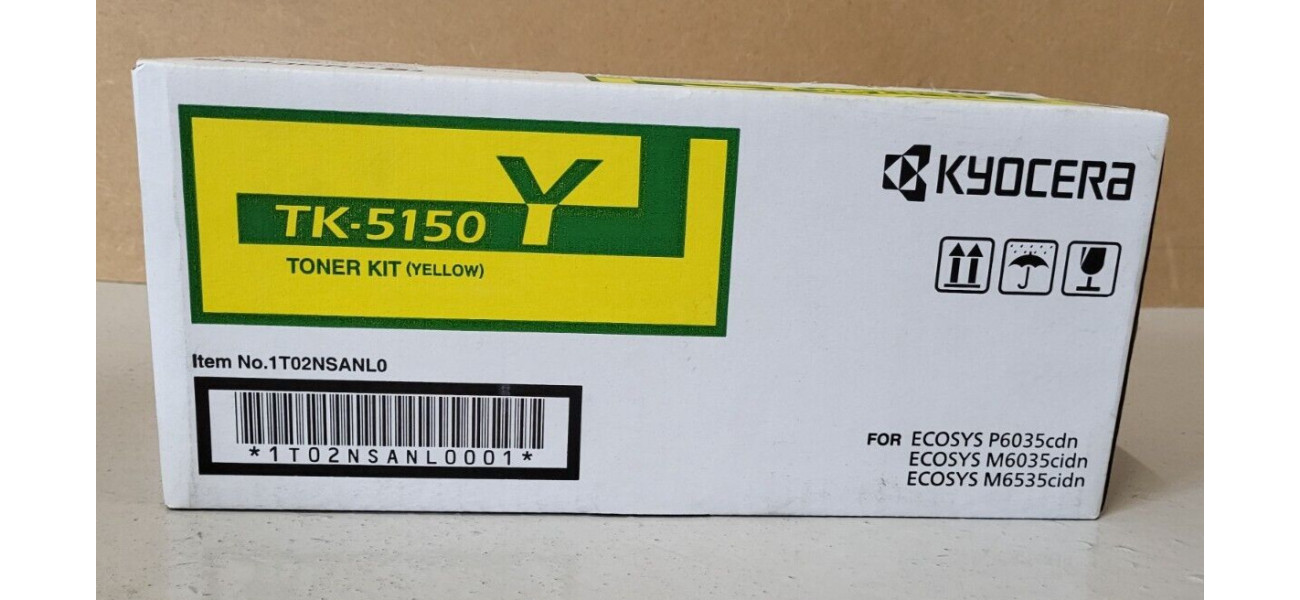 TK-5150 Y
TONER KIT (YELLOW)
KYOCERA
Item No.1T02NSANL0
*1T02NSANL0001*
FOR ECOSYS P6035cdn
ECOSYS M6035cidn
ECOSYS M6535cidn